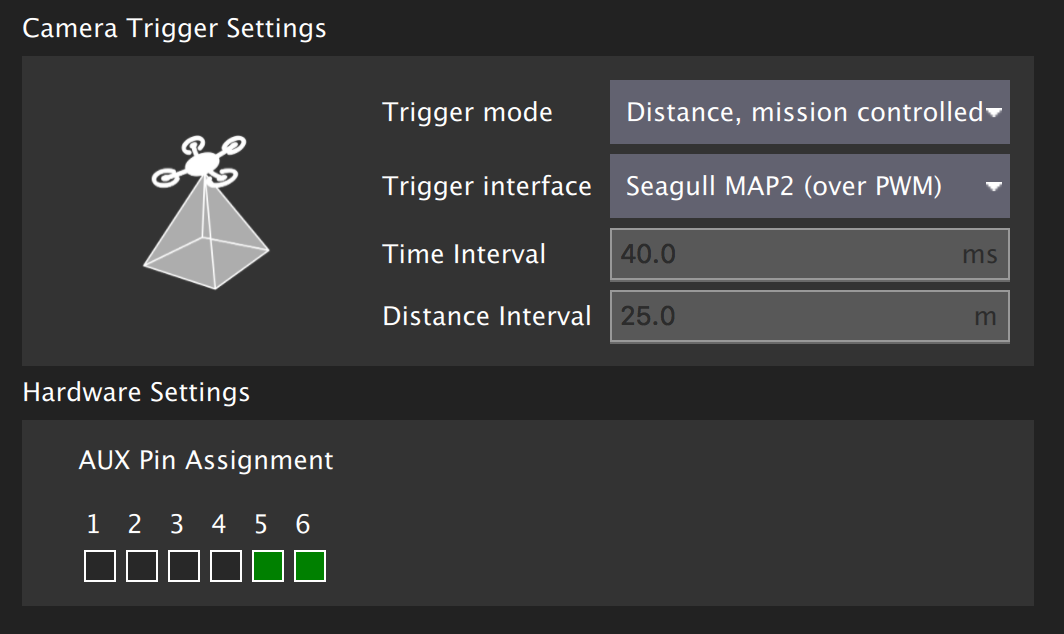 Camera Trigger Settings
Trigger mode
Distance, mission controlled
Trigger interface
Seagull MAP2 (over PWM)
Time Interval
40.0 ms
Distance Interval
25.0 m
Hardware Settings
AUX Pin Assignment
1 2 3 4 5 6